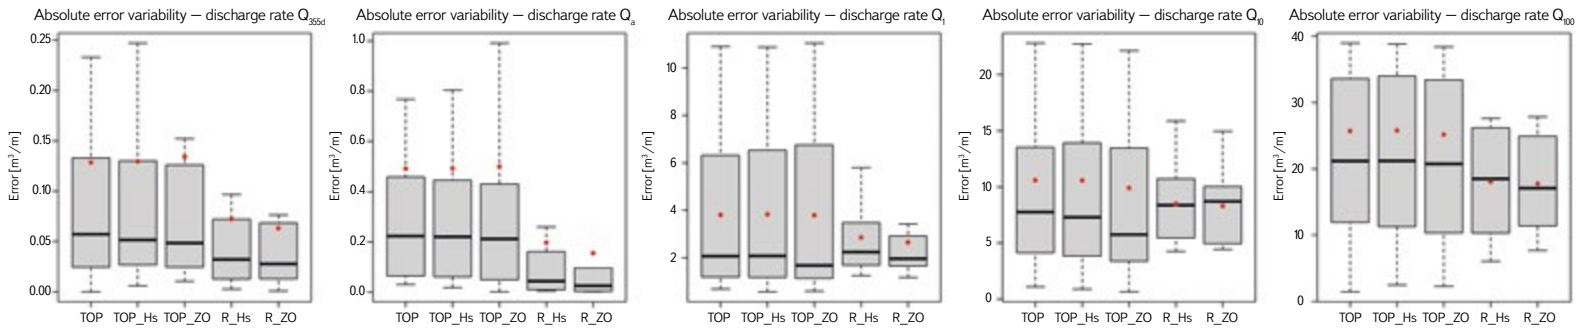 Absolute error variability — discharge rate Q355d
Error [m³/m]
0.25
0.20
0.15
0.10
0.05
0.00
TOP TOP_Hs TOP_ZO R_Hs R_ZO
Absolute error variability — discharge rate Qa
Error [m³/m]
1.0
0.8
0.6
0.4
0.2
0.0
TOP TOP_Hs TOP_ZO R_Hs R_ZO
Absolute error variability — discharge rate Q1
Error [m³/m]
10
8
6
4
2
TOP TOP_Hs TOP_ZO R_Hs R_ZO
Absolute error variability — discharge rate Q10
Error [m³/m]
20
15
10
5
0
TOP TOP_Hs TOP_ZO R_Hs R_ZO
Absolute error variability — discharge rate Q100
Error [m³/m]
40
30
20
10
0
TOP TOP_Hs TOP_ZO R_Hs R_ZO